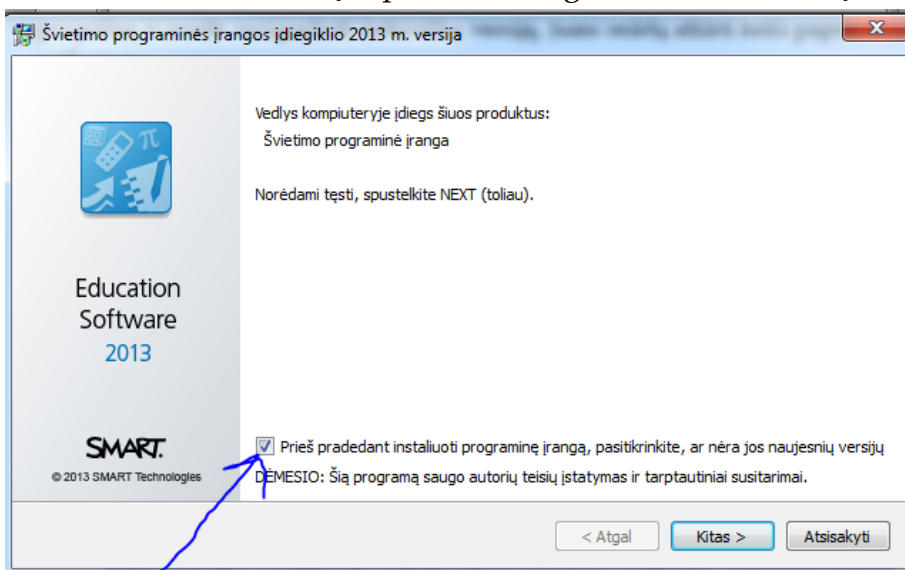 Švietimo programinės įrangos įdiegiklio 2013 m. versija
Vedlys kompiuteryje įdiegs šiuos produktus:
Švietimo programinė įranga
Norėdami tęsti, spustelkite NEXT (toliau).
Education
Software
2013
SMART
© 2013 SMART Technologies
Prieš pradedant instaliuoti programinę įrangą, pasitikrinkite, ar nėra jos naujesnių versijų
DĖMESIO: Šią programą saugo autorių teisių įstatymas ir tarptautiniai susitarimai.
< Atgal
Kitas >
Atsisakyti